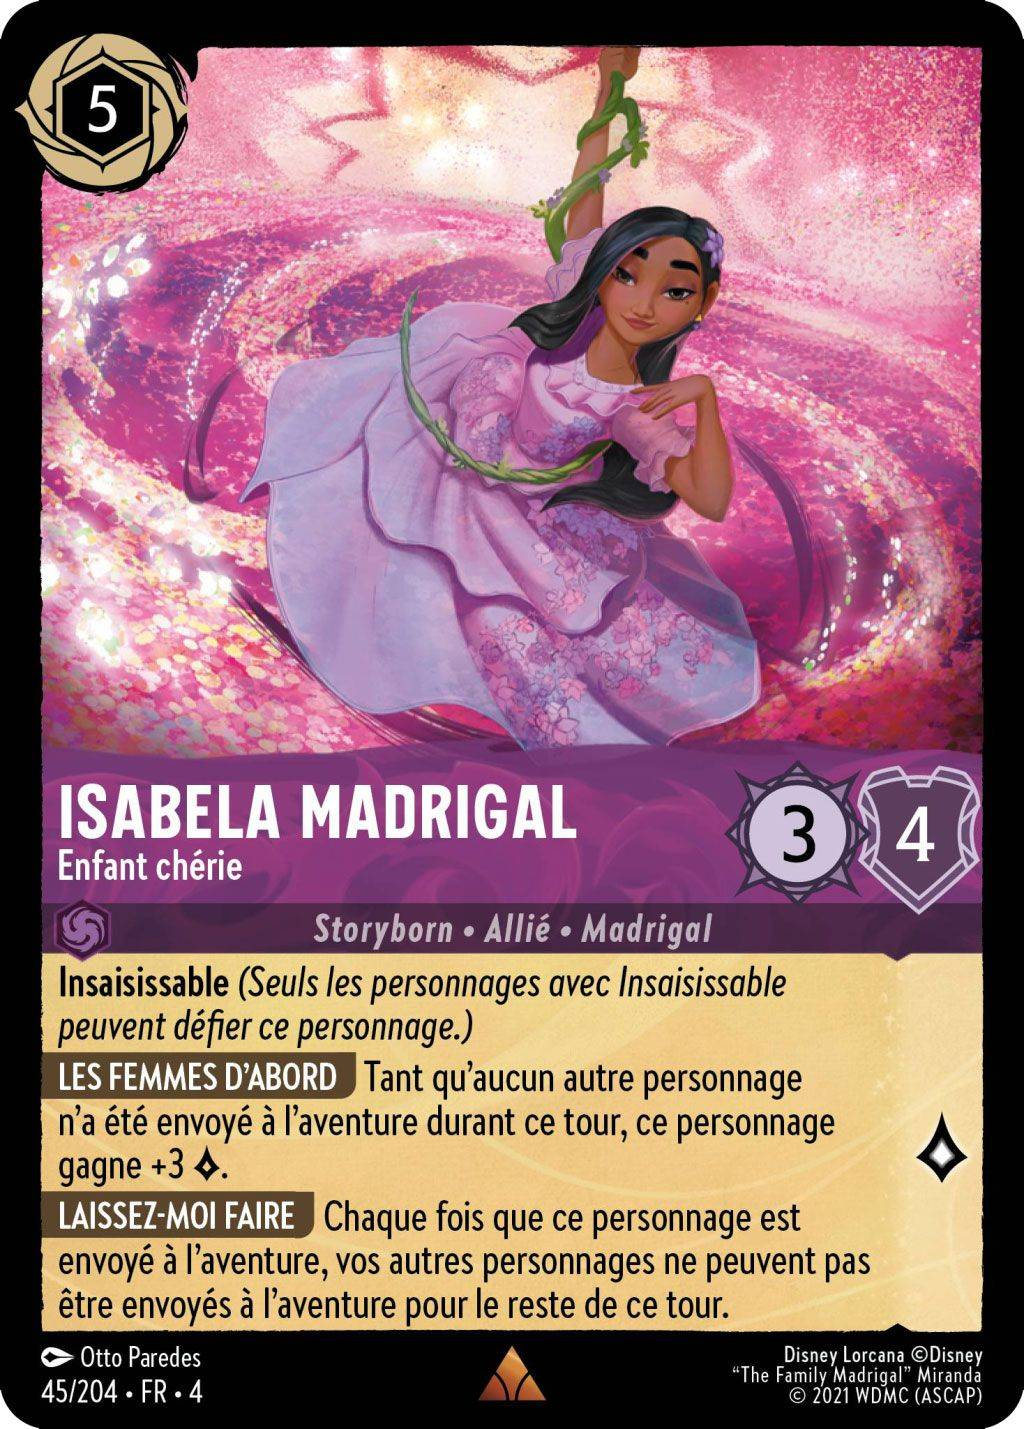 5
ISABELA MADRIGAL
Enfant chérie
3
4
Storyborn • Allié • Madrigal
Insaisissable (Seuls les personnages avec Insaisissable
peuvent défier ce personnage.)
LES FEMMES D'ABORD Tant qu'aucun autre personnage
n'a été envoyé à l'aventure durant ce tour, ce personnage
gagne +3 .
LAISSEZ-MOI FAIRE Chaque fois que ce personnage est
envoyé à l'aventure, vos autres personnages ne peuvent pas
être envoyés à l'aventure pour le reste de ce tour.
Otto Paredes
45/204 • FR • 4
Disney Lorcana ©Disney
"The Family Madrigal" Miranda
© 2021 WDMC (ASCAP)